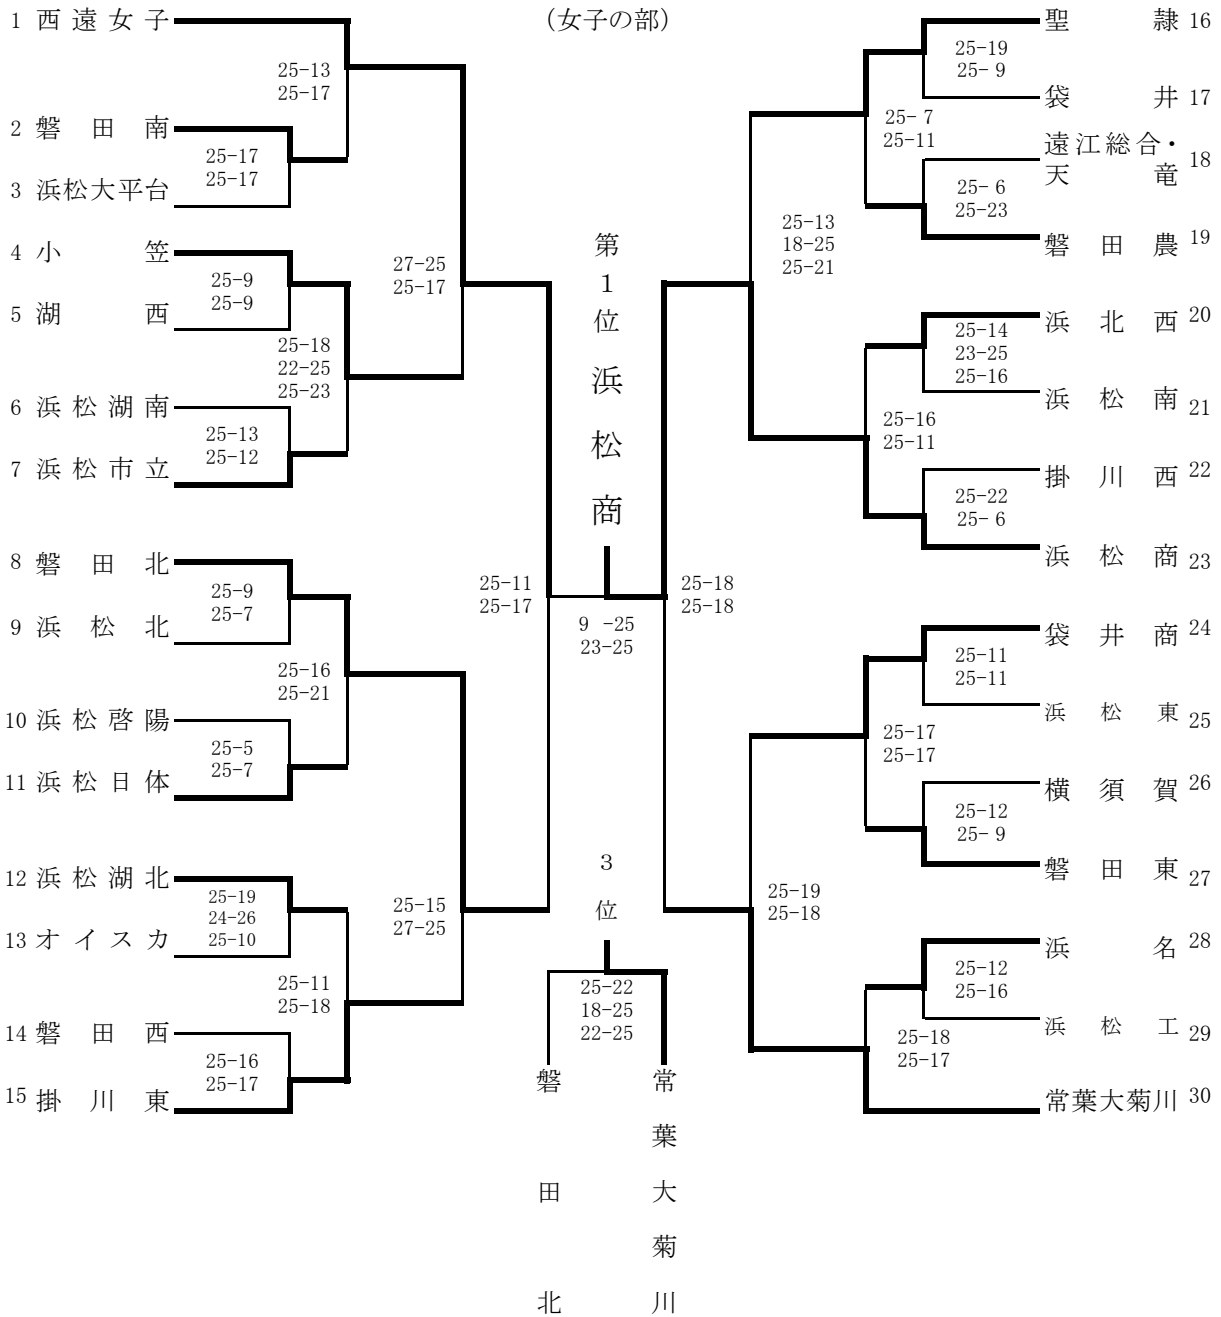 (女子の部)
1 西遠女子
25-13
25-17
2 磐田南
25-17
25-17
3 浜松大平台
4 小笠
25-9
25-9
5 湖西
25-18
22-25
25-23
6 浜松湖南
25-13
25-12
7 浜松市立
27-25
25-17
8 磐田北
25-9
25-7
9 浜松北
25-16
25-21
10 浜松啓陽
25-5
25-7
11 浜松日体
12 浜松湖北
25-19
24-26
25-10
13 オイスカ
25-11
25-18
14 磐田西
25-16
25-17
15 掛川東
25-15
27-25
25-11
25-17
第1位
浜松商
9 -25
23-25
3位
25-22
18-25
22-25
磐田北
常葉大菊川
25-18
25-18
聖隷 16
25-19
25- 9
袋井 17
25- 7
25-11
遠江総合・
天竜 18
25- 6
25-23
磐田農 19
25-13
18-25
25-21
浜北西 20
25-14
23-25
25-16
浜松南 21
25-16
25-11
掛川西 22
25-22
25- 6
浜松商 23
袋井商 24
25-11
25-11
浜松東 25
25-17
25-17
横須賀 26
25-12
25- 9
磐田東 27
25-19
25-18
浜名 28
25-12
25-16
浜松工 29
25-18
25-17
常葉大菊川 30